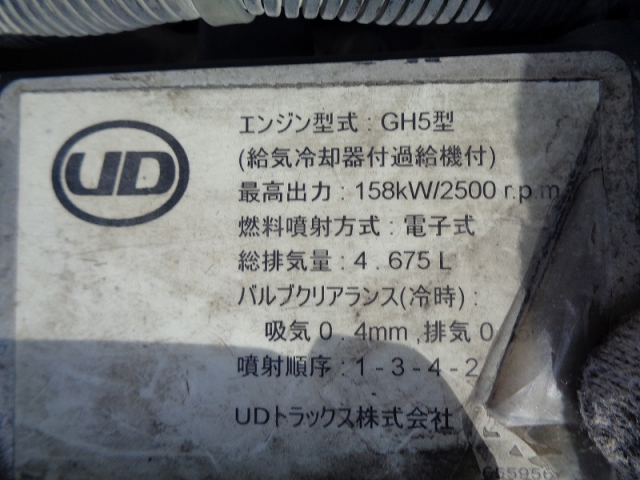 UD
エンジン型式 : GH5型
(給気冷却器付過給機付)
最高出力 : 158kW/2500 r.p.m
燃料噴射方式 : 電子式
総排気量 : 4 . 675 L
バルブクリアランス(冷時) :
吸気 0 . 4mm , 排気 0
噴射順序 : 1 - 3 - 4 - 2
UDトラックス株式会社